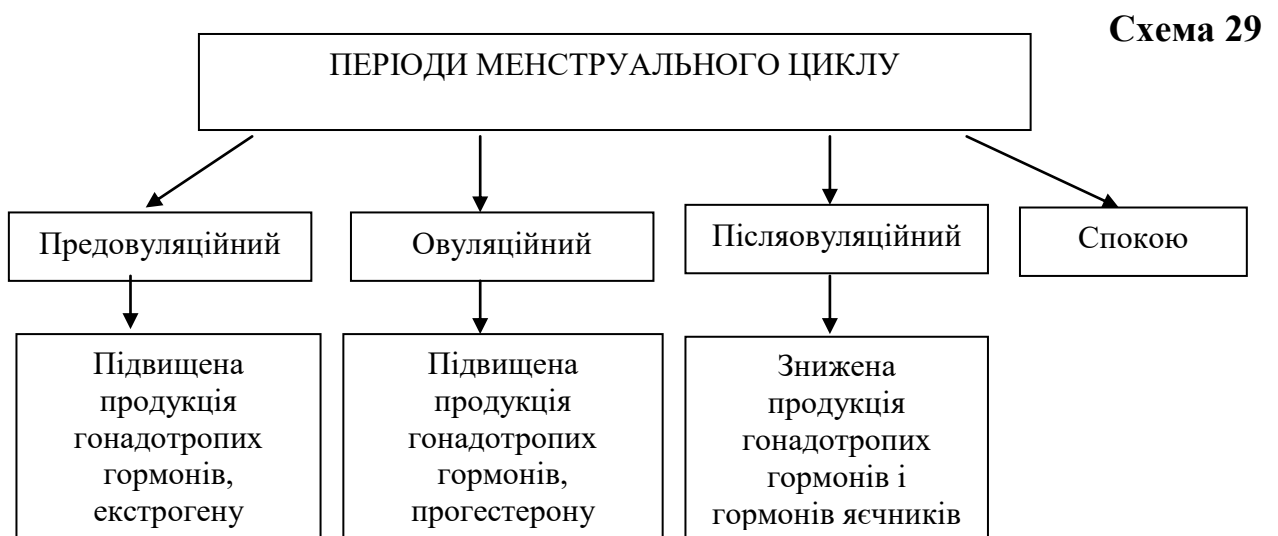 Схема 29
ПЕРІОДИ МЕНСТРУАЛЬНОГО ЦИКЛУ
Предовуляційний
Овуляційний
Післяовуляційний
Спокою
Підвищена
продукція
гонадотропих
гормонів,
екстрогену
Підвищена
продукція
гонадотропих
гормонів,
прогестерону
Знижена
продукція
гонадотропих
гормонів і
гормонів яєчників